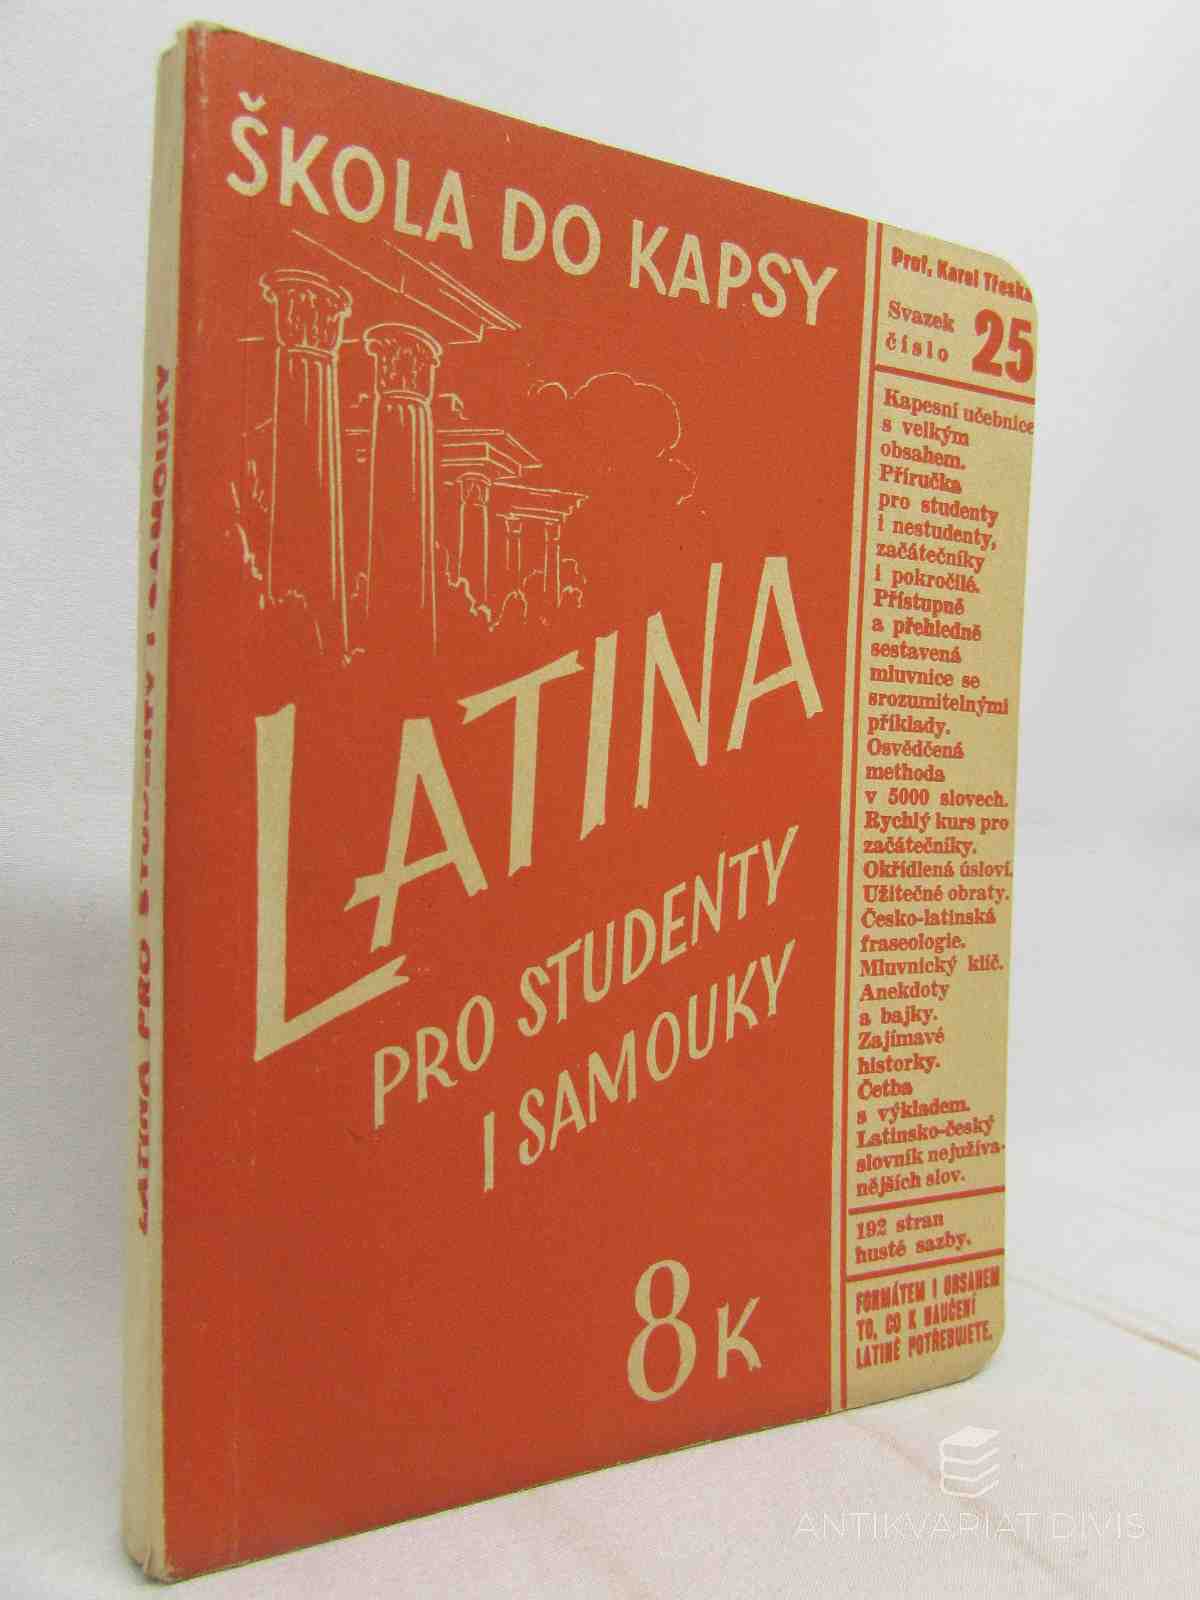 ŠKOLA DO KAPSY
LATINA
PRO STUDENTY
I SAMOUKY
8 K
Prof. Karel Třeska
Svazek
číslo 25
Kapesní učebnice
s velkým
obsahem.
Příručka
pro studenty
i nestudenty,
začátečníky
i pokročilé.
Přístupně
a přehledně
sestavená
mluvnice se
srozumitelnými
příklady.
Osvědčená
methoda
v 5000 slovech.
Rychlý kurs pro
začátečníky.
Okřídlená úsloví.
Užitečné obraty.
Česko-latinská
fraseologie.
Mluvnický klíč.
Anekdoty
a bajky.
Zajímavé
historky.
Četba
s výkladem.
Latinsko-český
slovník nejužíva-
nějších slov.
192 stran
husté sazby.
FORMÁTEM I OBSAHEM
TO, CO K NAUČENÍ
LATINĚ POTŘEBUJETE.
LATINA PRO STUDENTY I SAMOUKY
ANTIKVARIAT DIVIS